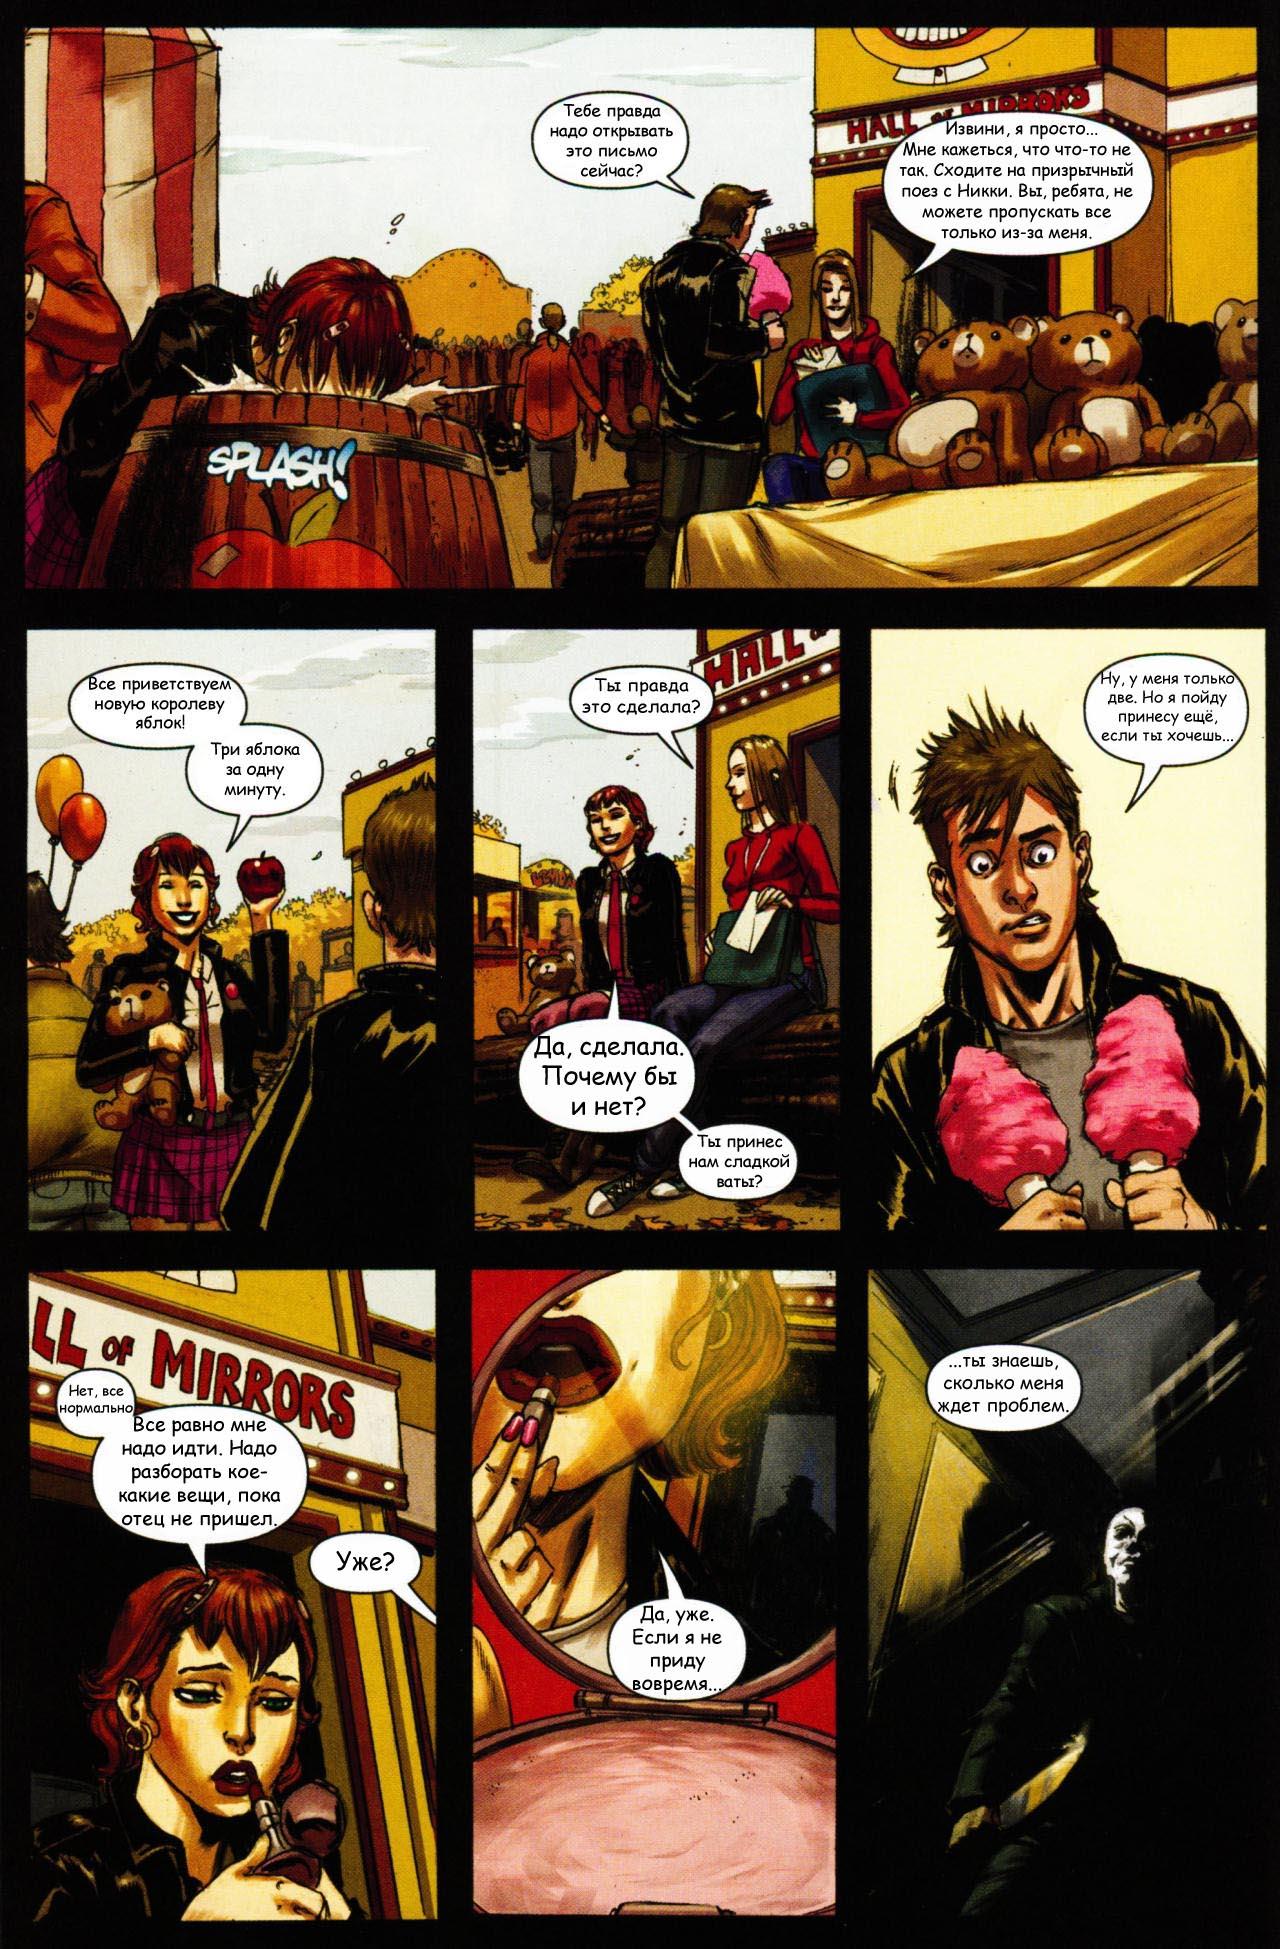 Тебе правда
надо открывать
это письмо
сейчас?
HALL OF MIRRORS
Извини, я просто...
Мне кажеться, что что-то не
так. Сходите на призрычный
поез с Никки. Вы, ребята, не
можете пропускать все
только из-за меня.
SPLASH!
Все приветствуем
новую королеву
яблок!
Три яблока
за одну
минуту.
Ты правда
это сделала?
HALL
Да, сделала.
Почему бы
и нет?
Ты принес
нам сладкой
ваты?
Ну, у меня только
две. Но я пойду
принесу ещё,
если ты хочешь...
LL OF MIRRORS
Нет, все
нормально
Все равно мне
надо идти. Надо
разборать кое-
какие вещи, пока
отец не пришел.
Уже?
Да, уже.
Если я не
приду
вовремя...
...ты знаешь,
сколько меня
ждет проблем.